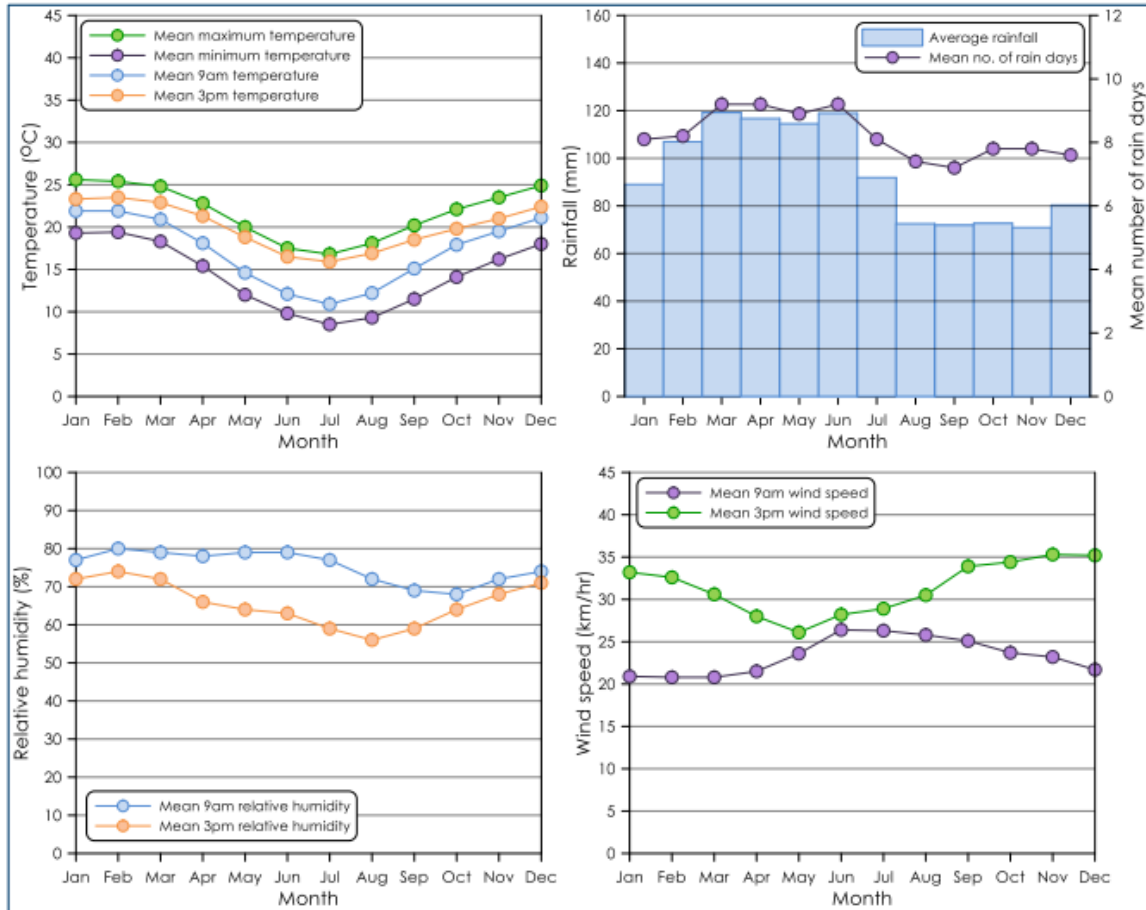 45
40
35
30
25
20
15
10
5
0
Temperature (ºC)
Mean maximum temperature
Mean minimum temperature
Mean 9am temperature
Mean 3pm temperature
Jan Feb Mar Apr May Jun Jul Aug Sep Oct Nov Dec
Month
160
140
120
100
80
60
40
20
0
Rainfall (mm)
Average rainfall
Mean no. of rain days
12
10
8
6
4
2
0
Mean number of rain days
Jan Feb Mar Apr May Jun Jul Aug Sep Oct Nov Dec
Month
100
90
80
70
60
50
40
30
20
10
0
Relative humidity (%)
Mean 9am relative humidity
Mean 3pm relative humidity
Jan Feb Mar Apr May Jun Jul Aug Sep Oct Nov Dec
Month
45
40
35
30
25
20
15
10
5
0
Wind speed (km/hr)
Mean 9am wind speed
Mean 3pm wind speed
Jan Feb Mar Apr May Jun Jul Aug Sep Oct Nov Dec
Month